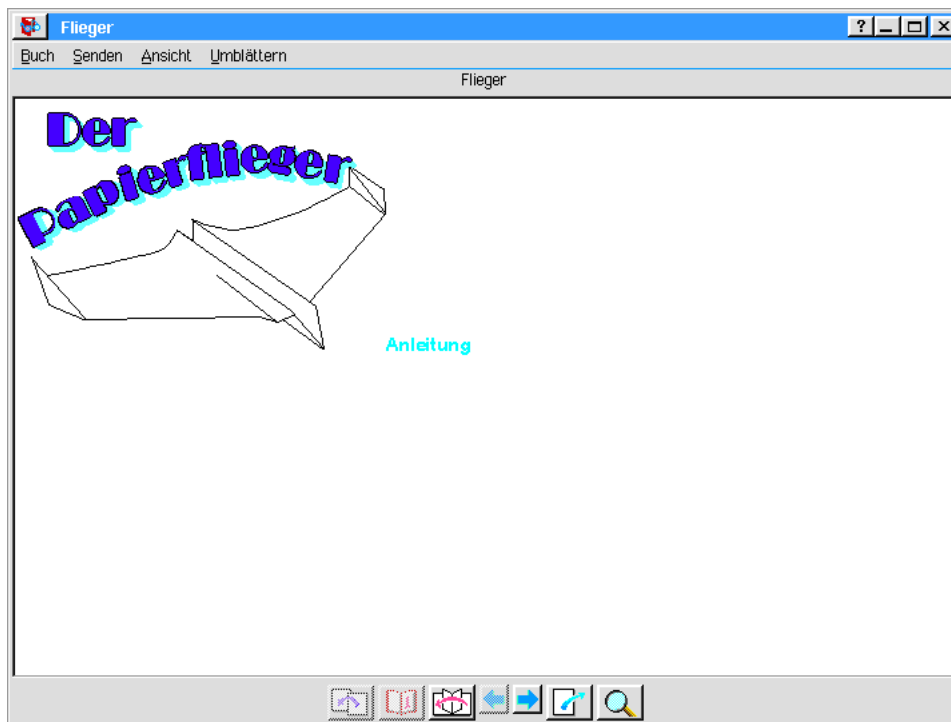 Flieger
?
Buch Senden Ansicht Umblättern
Flieger
Der
Papierflieger
Anleitung